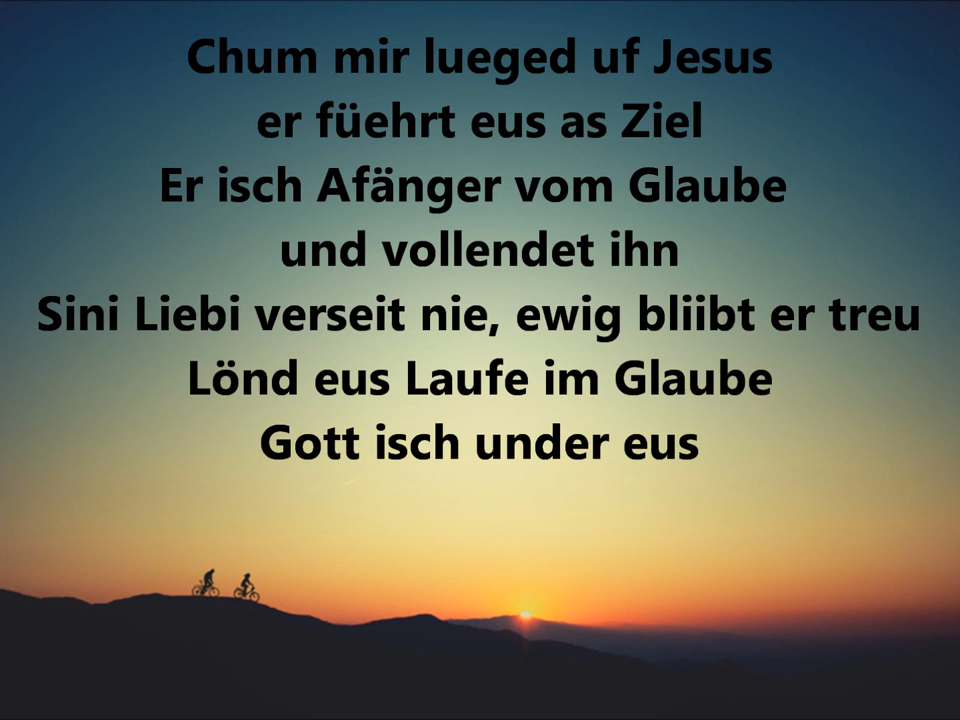 Chum mir lueged uf Jesus
er füehrt eus as Ziel
Er isch Afänger vom Glaube
und vollendet ihn
Sini Liebi verseit nie, ewig bliibt er treu
Lönd eus Laufe im Glaube
Gott isch under eus